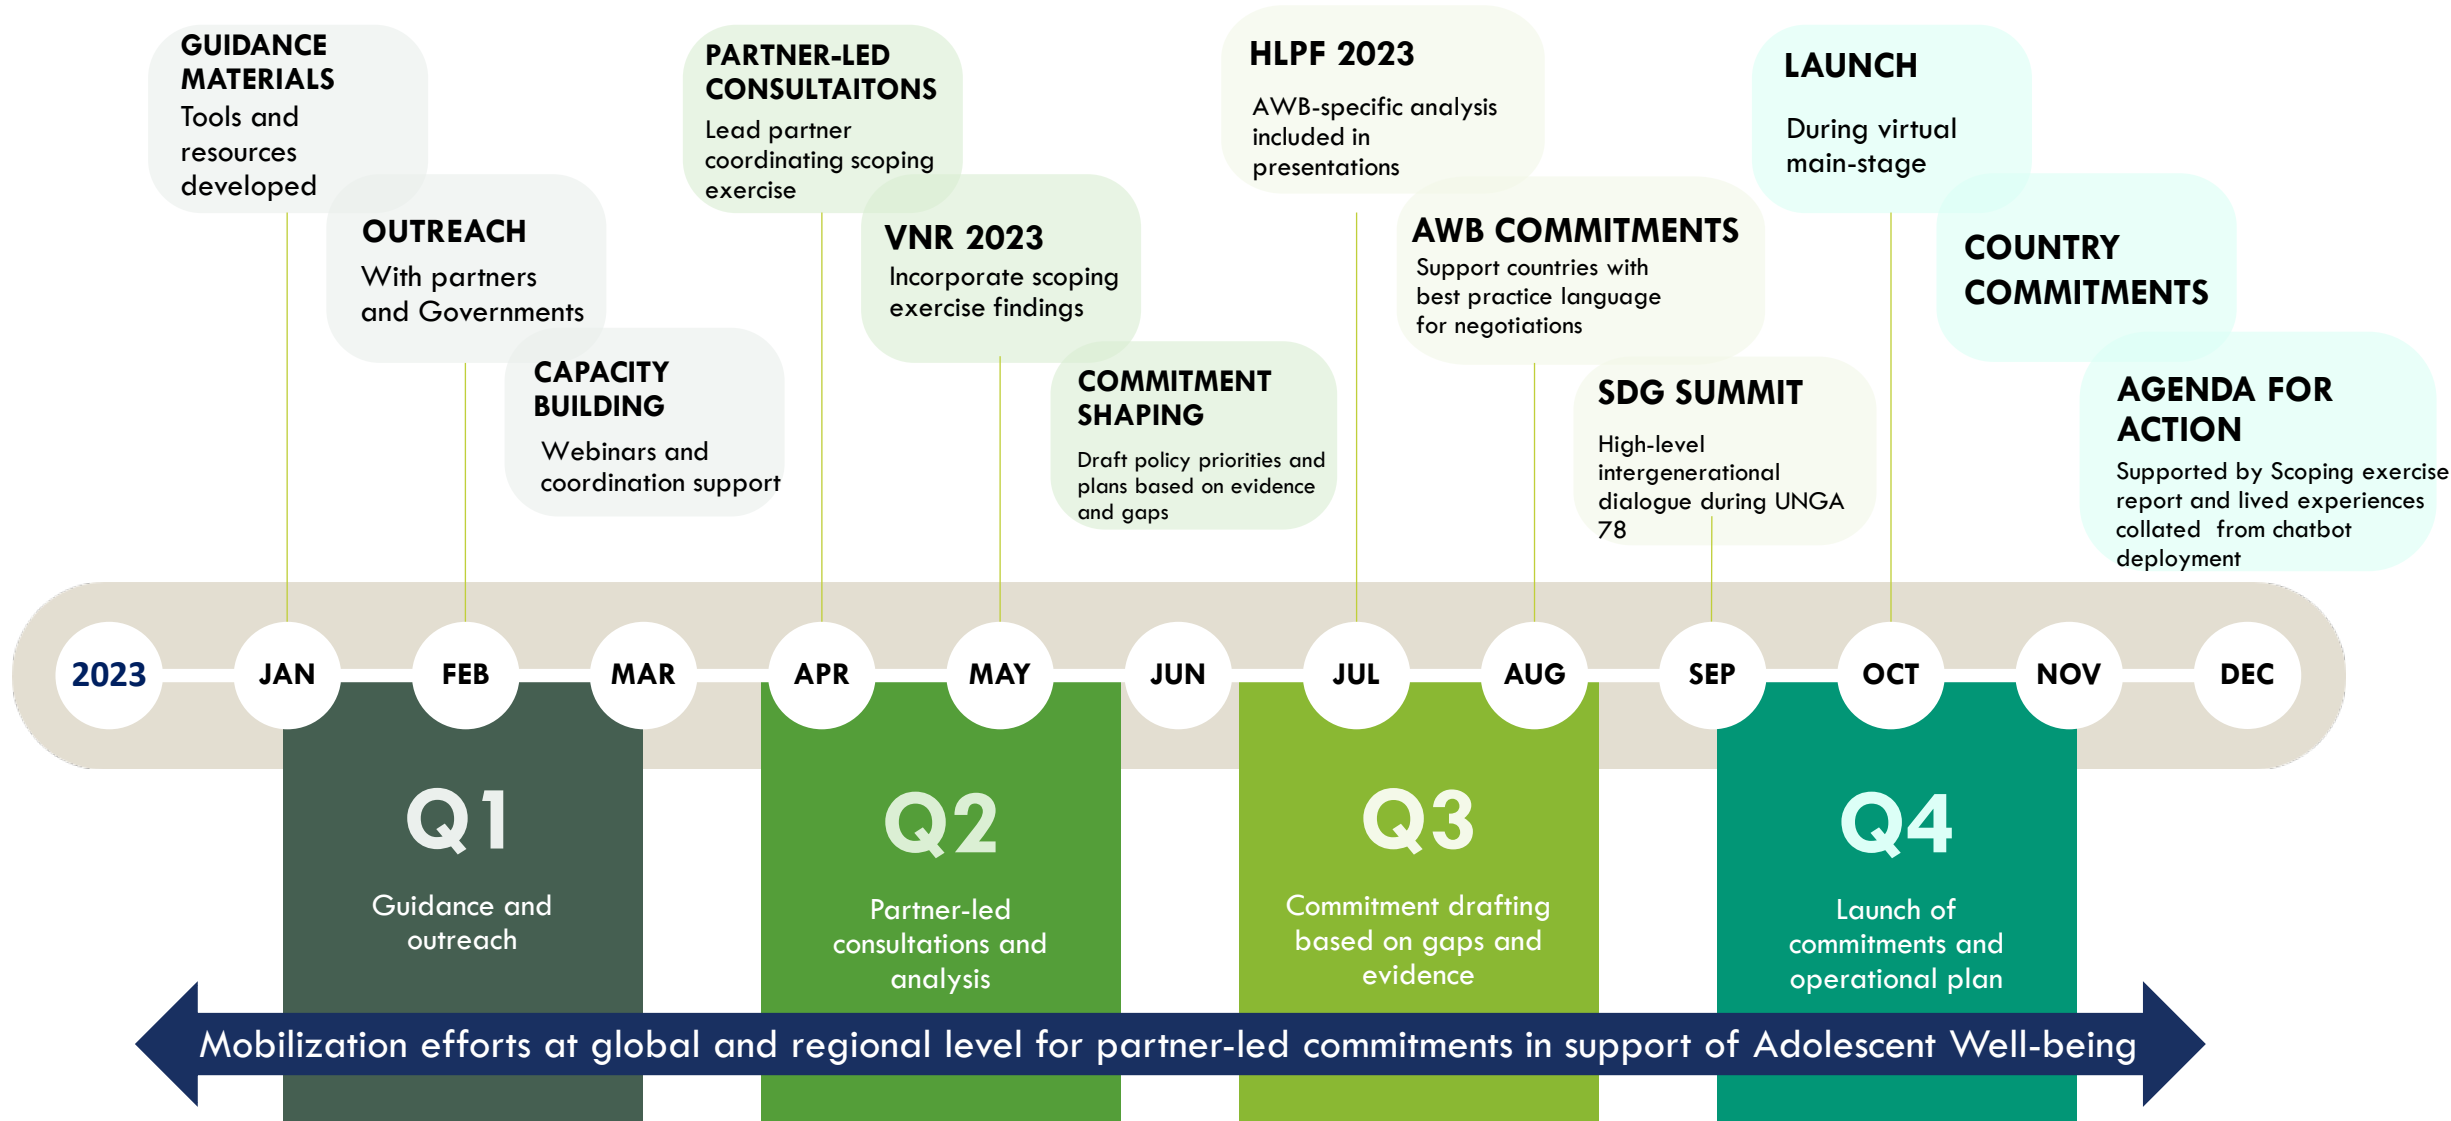 GUIDANCE
MATERIALS
Tools and
resources
developed
OUTREACH
With partners
and Governments
CAPACITY
BUILDING
Webinars and
coordination support
PARTNER-LED
CONSULTAITONS
Lead partner
coordinating scoping
exercise
VNR 2023
Incorporate scoping
exercise findings
COMMITMENT
SHAPING
Draft policy priorities and
plans based on evidence
and gaps
HLPF 2023
AWB-specific analysis
included in
presentations
AWB COMMITMENTS
Support countries with
best practice language
for negotiations
SDG SUMMIT
High-level
intergenerational
dialogue during UNGA
78
LAUNCH
During virtual
main-stage
COUNTRY
COMMITMENTS
AGENDA FOR
ACTION
Supported by Scoping exercise
report and lived experiences
collated  from chatbot
deployment
2023
JAN
FEB
MAR
APR
MAY
JUN
JUL
AUG
SEP
OCT
NOV
DEC
Q1
Guidance and
outreach
Q2
Partner-led
consultations and
analysis
Q3
Commitment drafting
based on gaps and
evidence
Q4
Launch of
commitments and
operational plan
Mobilization efforts at global and regional level for partner-led commitments in support of Adolescent Well-being